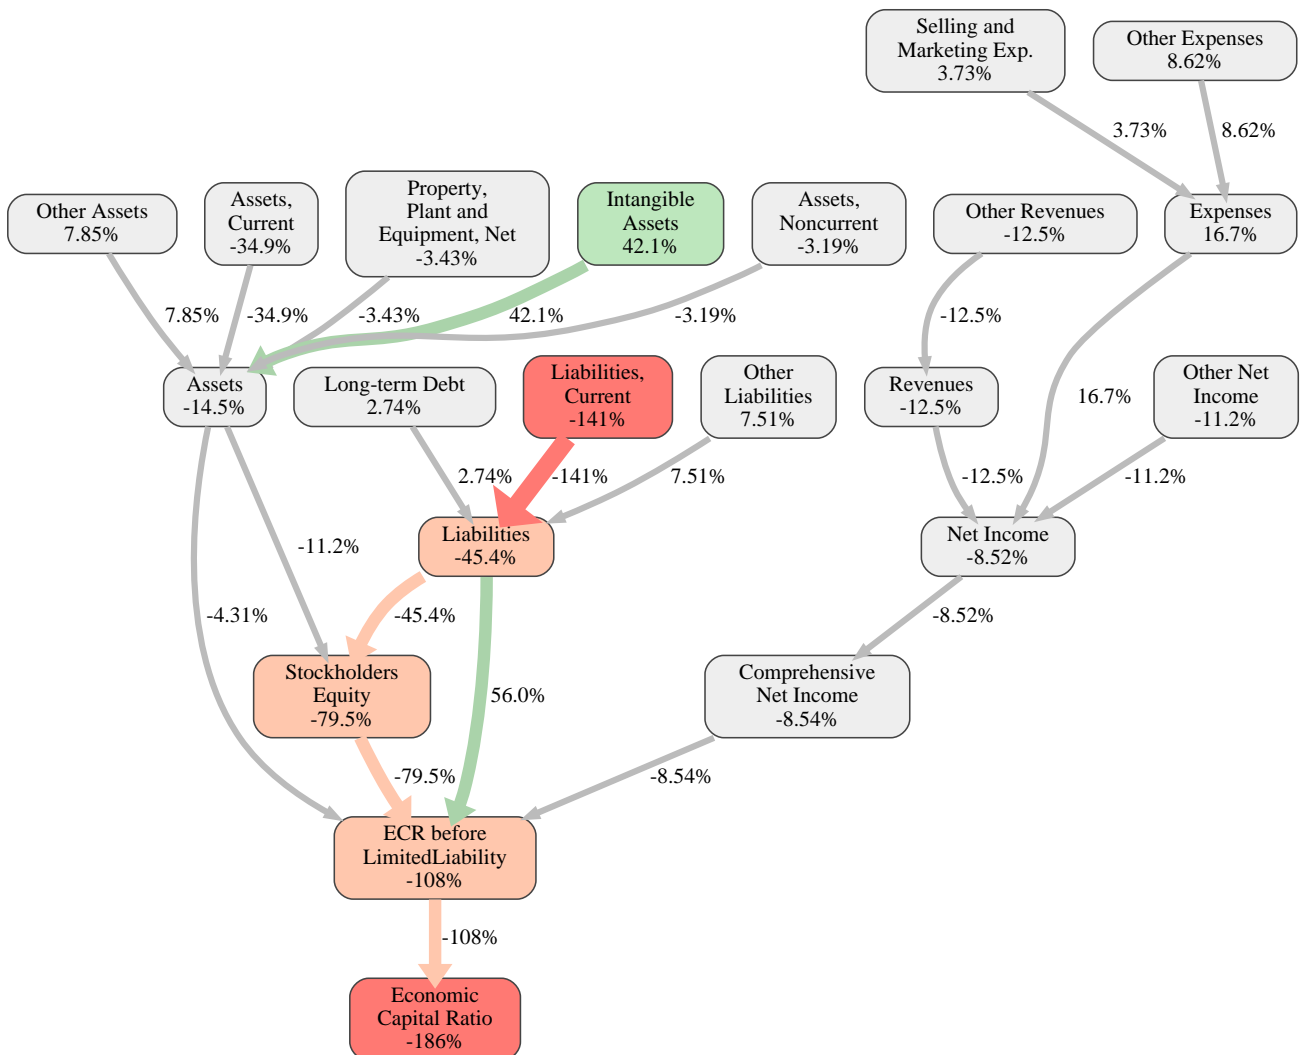 Selling and
Marketing Exp.
3.73%
Other Expenses
8.62%
3.73%
8.62%
Other Assets
7.85%
Assets,
Current
-34.9%
Property,
Plant and
Equipment, Net
-3.43%
Intangible
Assets
42.1%
Assets,
Noncurrent
-3.19%
Other Revenues
-12.5%
Expenses
16.7%
7.85%
-34.9%
-3.43%
42.1%
-3.19%
-12.5%
Assets
-14.5%
Long-term Debt
2.74%
Liabilities,
Current
-141%
Other
Liabilities
7.51%
Revenues
-12.5%
16.7%
Other Net
Income
-11.2%
2.74%
-141%
7.51%
-12.5%
-11.2%
-11.2%
Liabilities
-45.4%
Net Income
-8.52%
-4.31%
-45.4%
-8.52%
Stockholders
Equity
-79.5%
56.0%
Comprehensive
Net Income
-8.54%
-79.5%
-8.54%
ECR before
LimitedLiability
-108%
-108%
Economic
Capital Ratio
-186%